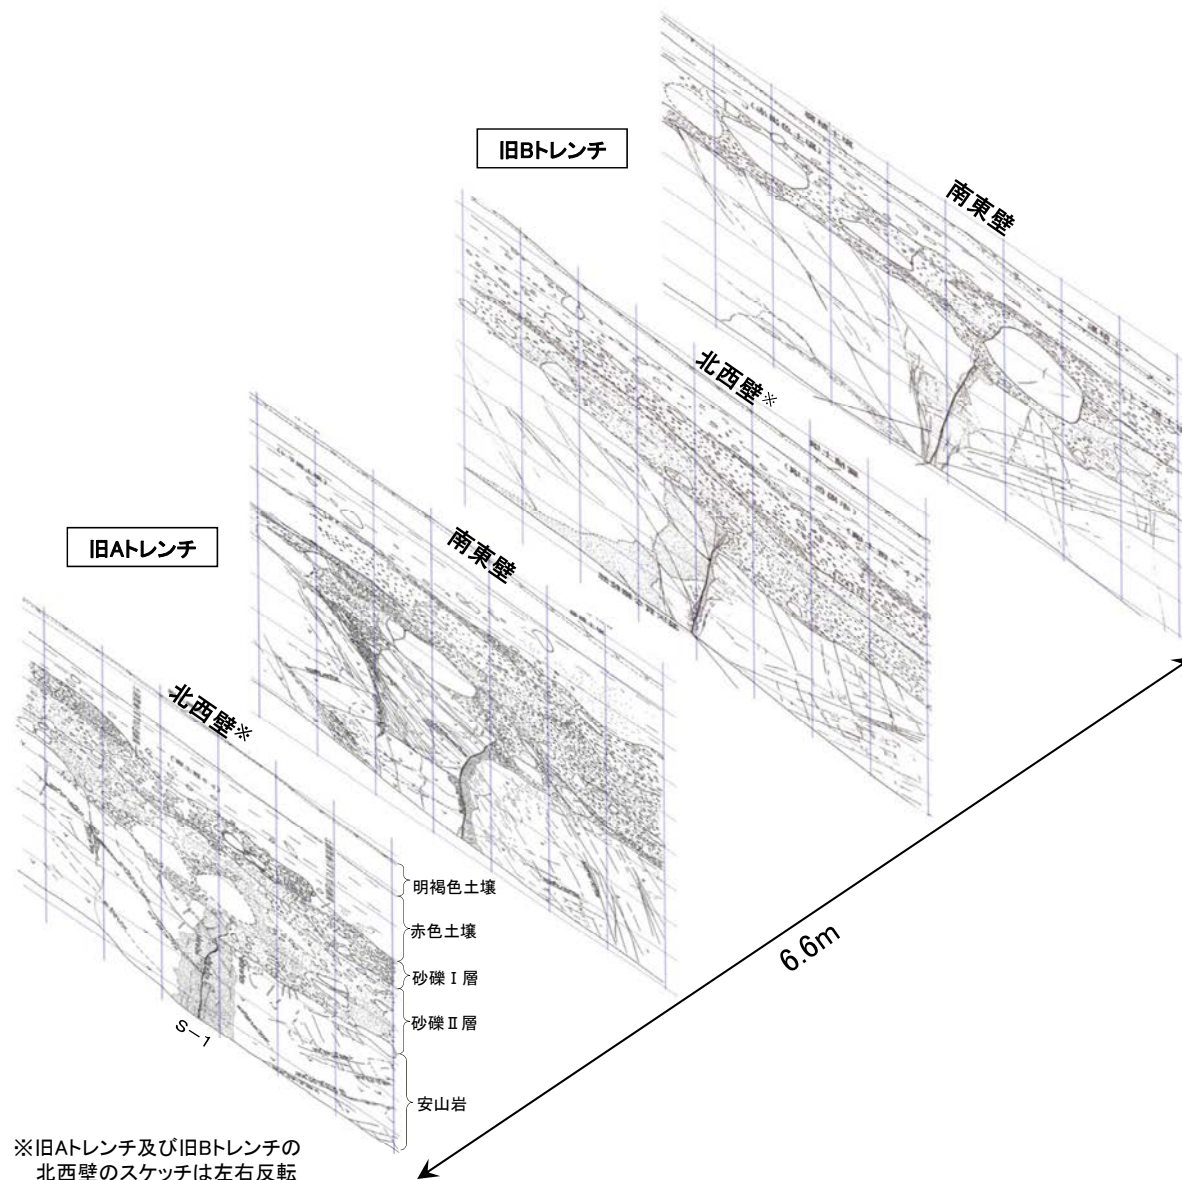 旧Bトレンチ
南東壁
北西壁※
旧Aトレンチ
南東壁
北西壁※
明褐色土壌
赤色土壌
砂礫Ⅰ層
砂礫Ⅱ層
安山岩
S-1
6.6m
※旧Aトレンチ及び旧Bトレンチの
北西壁のスケッチは左右反転